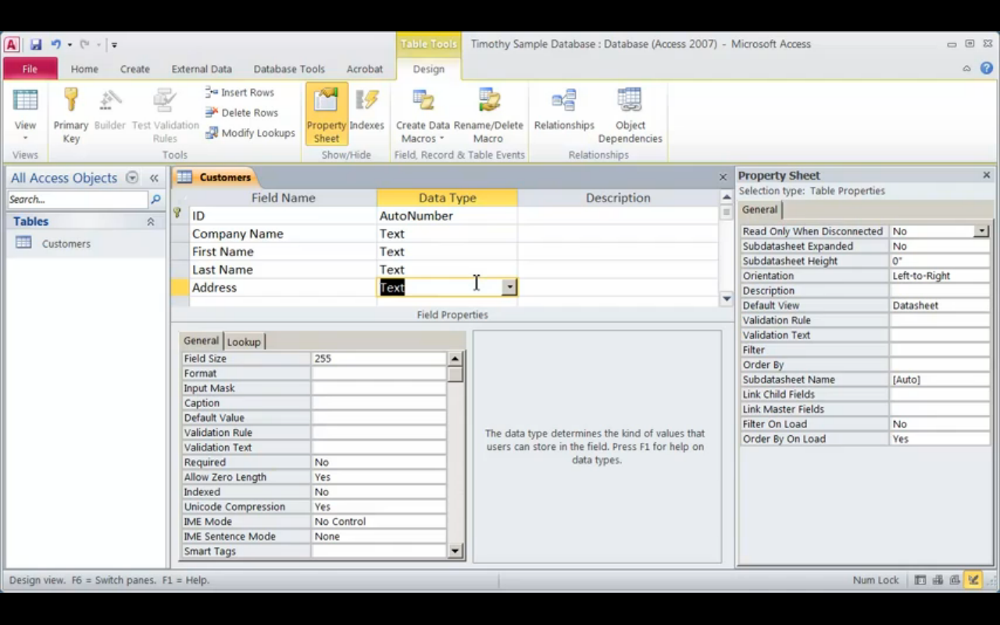 Table Tools
Timothy Sample Database : Database (Access 2007) - Microsoft Access
File
Home
Create
External Data
Database Tools
Acrobat
Design
View
Primary Key
Builder
Test Validation Rules
Insert Rows
Delete Rows
Modify Lookups
Property Sheet
Indexes
Create Data Macros
Rename/Delete Macro
Relationships
Object Dependencies
Views
Tools
Show/Hide
Field, Record & Table Events
Relationships
All Access Objects
Search...
Tables
Customers
Customers
Field Name Data Type Description
ID AutoNumber
Company Name Text
First Name Text
Last Name Text
Address Text
Field Properties
General
Lookup
Field Size 255
Format
Input Mask
Caption
Default Value
Validation Rule
Validation Text
Required No
Allow Zero Length Yes
Indexed No
Unicode Compression Yes
IME Mode No Control
IME Sentence Mode None
Smart Tags
The data type determines the kind of values that
users can store in the field. Press F1 for help on
data types.
Property Sheet
Selection type: Table Properties
General
Read Only When Disconnected No
Subdatasheet Expanded No
Subdatasheet Height 0"
Orientation Left-to-Right
Description
Default View Datasheet
Validation Rule
Validation Text
Filter
Order By
Subdatasheet Name [Auto]
Link Child Fields
Link Master Fields
Filter On Load No
Order By On Load Yes
Design view. F6 = Switch panes. F1 = Help.
Num Lock